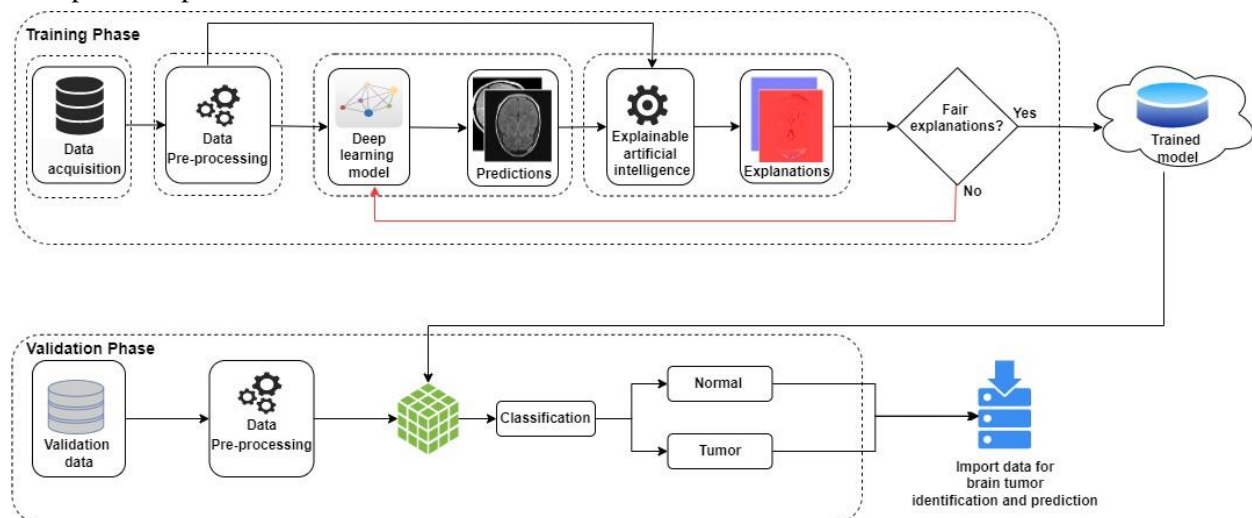 Training Phase
Data
acquisition
Data
Pre-processing
Deep
learning
model
Predictions
Explainable
artificial
intelligence
Explanations
Fair
explanations?
Yes
No
Trained
model
Validation Phase
Validation
data
Data
Pre-processing
Classification
Normal
Tumor
Import data for
brain tumor
identification and prediction